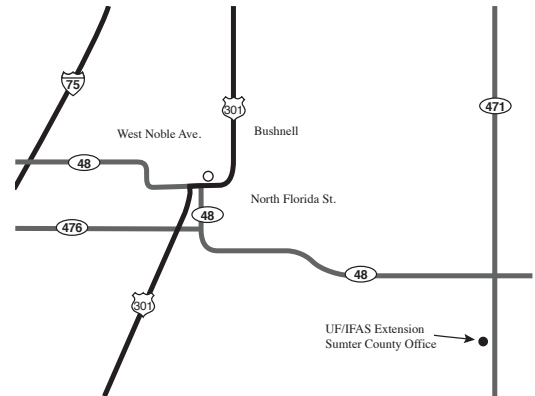 75
301
471
West Noble Ave.
Bushnell
48
North Florida St.
48
476
48
301
UF/IFAS Extension
Sumter County Office